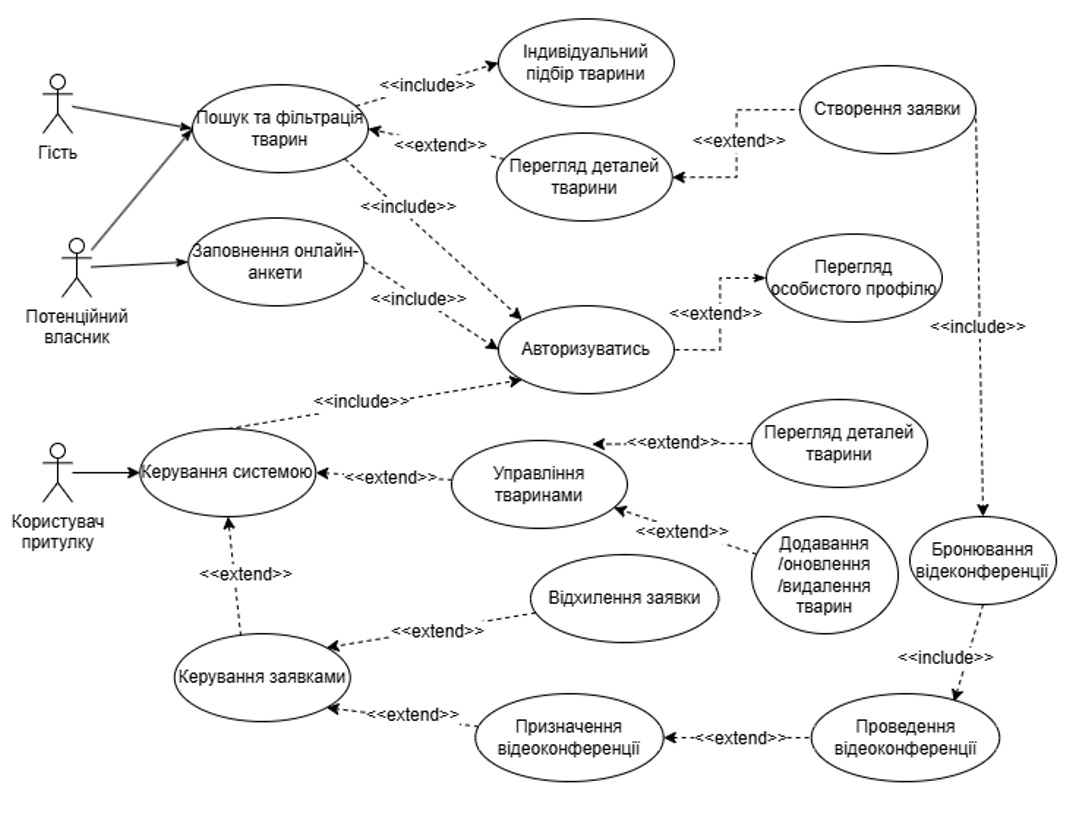 Індивідуальний
підбір тварини
<<include>>
Створення заявки
Пошук та фільтрація
тварин
Гість
<<extend>>
<<extend>>
Перегляд деталей
тварини
<<include>>
Заповнення онлайн-
анкети
Перегляд
особистого профілю
<<include>>
<<extend>>
Потенційний
власник
<<include>>
Авторизуватись
<<include>>
Перегляд деталей
тварини
<<extend>>
Керування системою
<<extend>>
Управління
тваринами
Користувач
притулку
<<extend>>
Додавання
/оновлення
/видалення
тварин
Бронювання
відеконференції
<<extend>>
Відхилення заявки
<<extend>>
<<include>>
Керування заявками
<<extend>>
Призначення
відеоконференції
<<extend>>
Проведення
відеоконференції